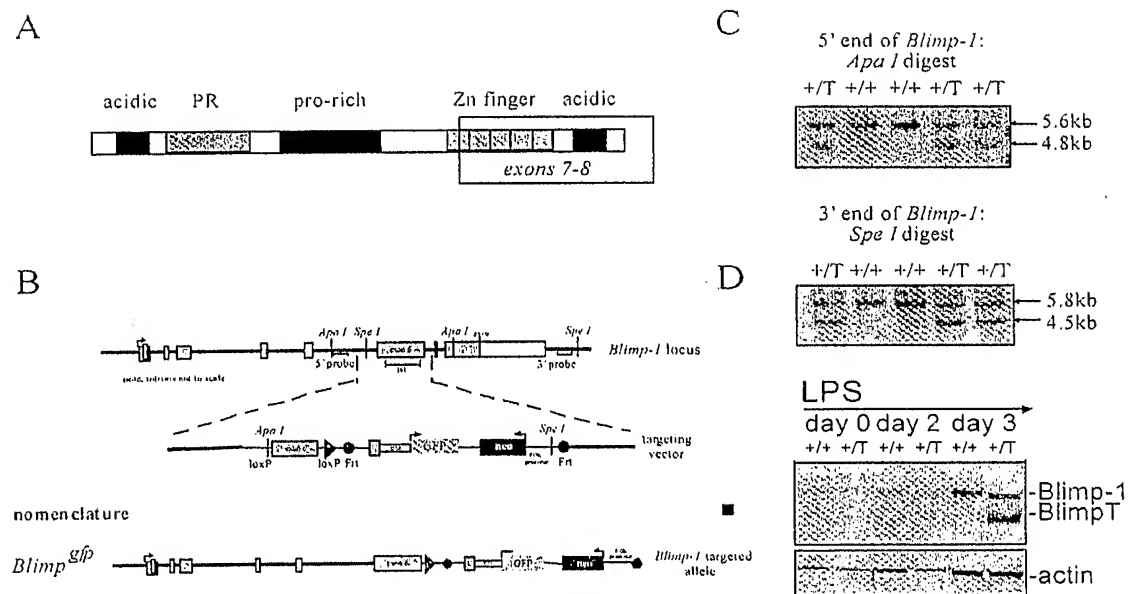 A
acidic PR pro-rich Zn finger acidic
exons 7-8
B
Apa I Spe I Apa I Spe I
Blimp-1 locus
5' probe 3' probe
Apa I Spe I
loxP loxP Frt neo Frt
targeting
vector
nomenclature
Blimp gfp
GFP neo
Blimp-1 targeted
allele
C
5' end of Blimp-1:
Apa I digest
+/T +/+ +/+ +/T +/T
5.6kb
4.8kb
3' end of Blimp-1:
Spe I digest
D
+/T +/+ +/+ +/T +/T
5.8kb
4.5kb
LPS
day 0 day 2 day 3
+/+ +/T +/+ +/T +/+ +/T
-Blimp-1
-BlimpT
-actin